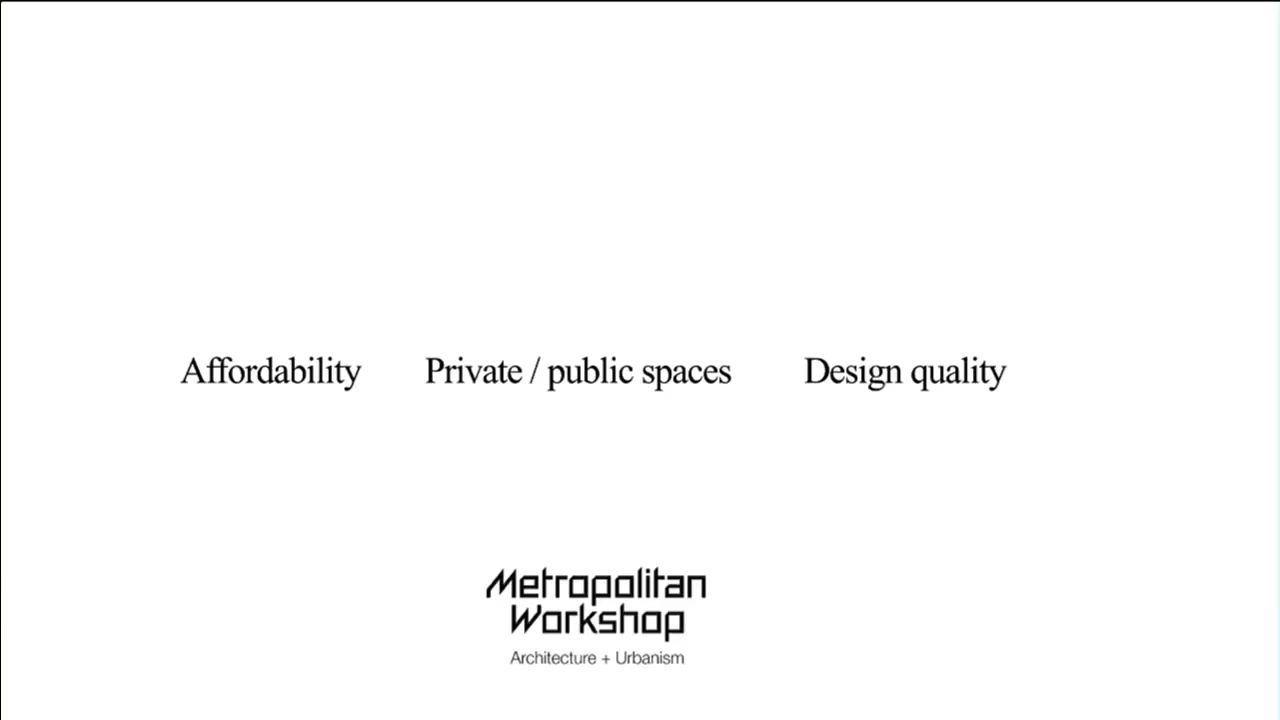 Affordability Private / public spaces Design quality
Metropolitan
Workshop
Architecture + Urbanism